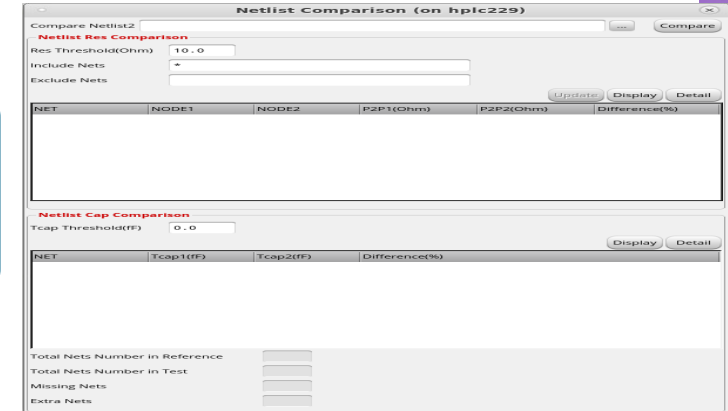 Netlist Comparison (on hplc229)
Compare Netlist2 ... Compare
Netlist Res Comparison
Res Threshold(Ohm) 10.0
Include Nets *
Exclude Nets
Update Display Detail
NET NODE1 NODE2 P2P1(Ohm) P2P2(Ohm) Difference(%)
Netlist Cap Comparison
Tcap Threshold(fF) 0.0
Display Detail
NET Tcap1(fF) Tcap2(fF) Difference(%)
Total Nets Number in Reference
Total Nets Number in Test
Missing Nets
Extra Nets